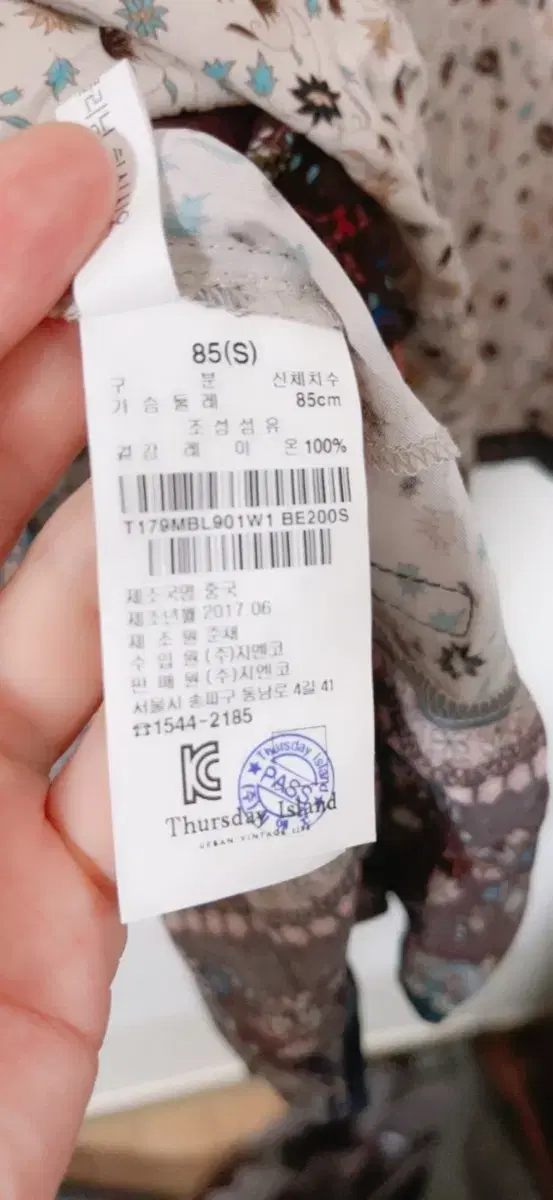 85(S)
구 분 신체치수
가 슴 둘 레 85cm
조 성 섬 유
겉 감 레 이 온 100%
T179MBL901W1 BE200S
제조국명 중국
제조년월 2017.06
제 조 원 준재
수 입 원 (주)지엔코
판 매 원 (주)지엔코
서울시 송파구 동남로 4길 41
☎1544-2185
Thursday Island
PASS
Thursday Island
URBAN VINTAGE LIFE